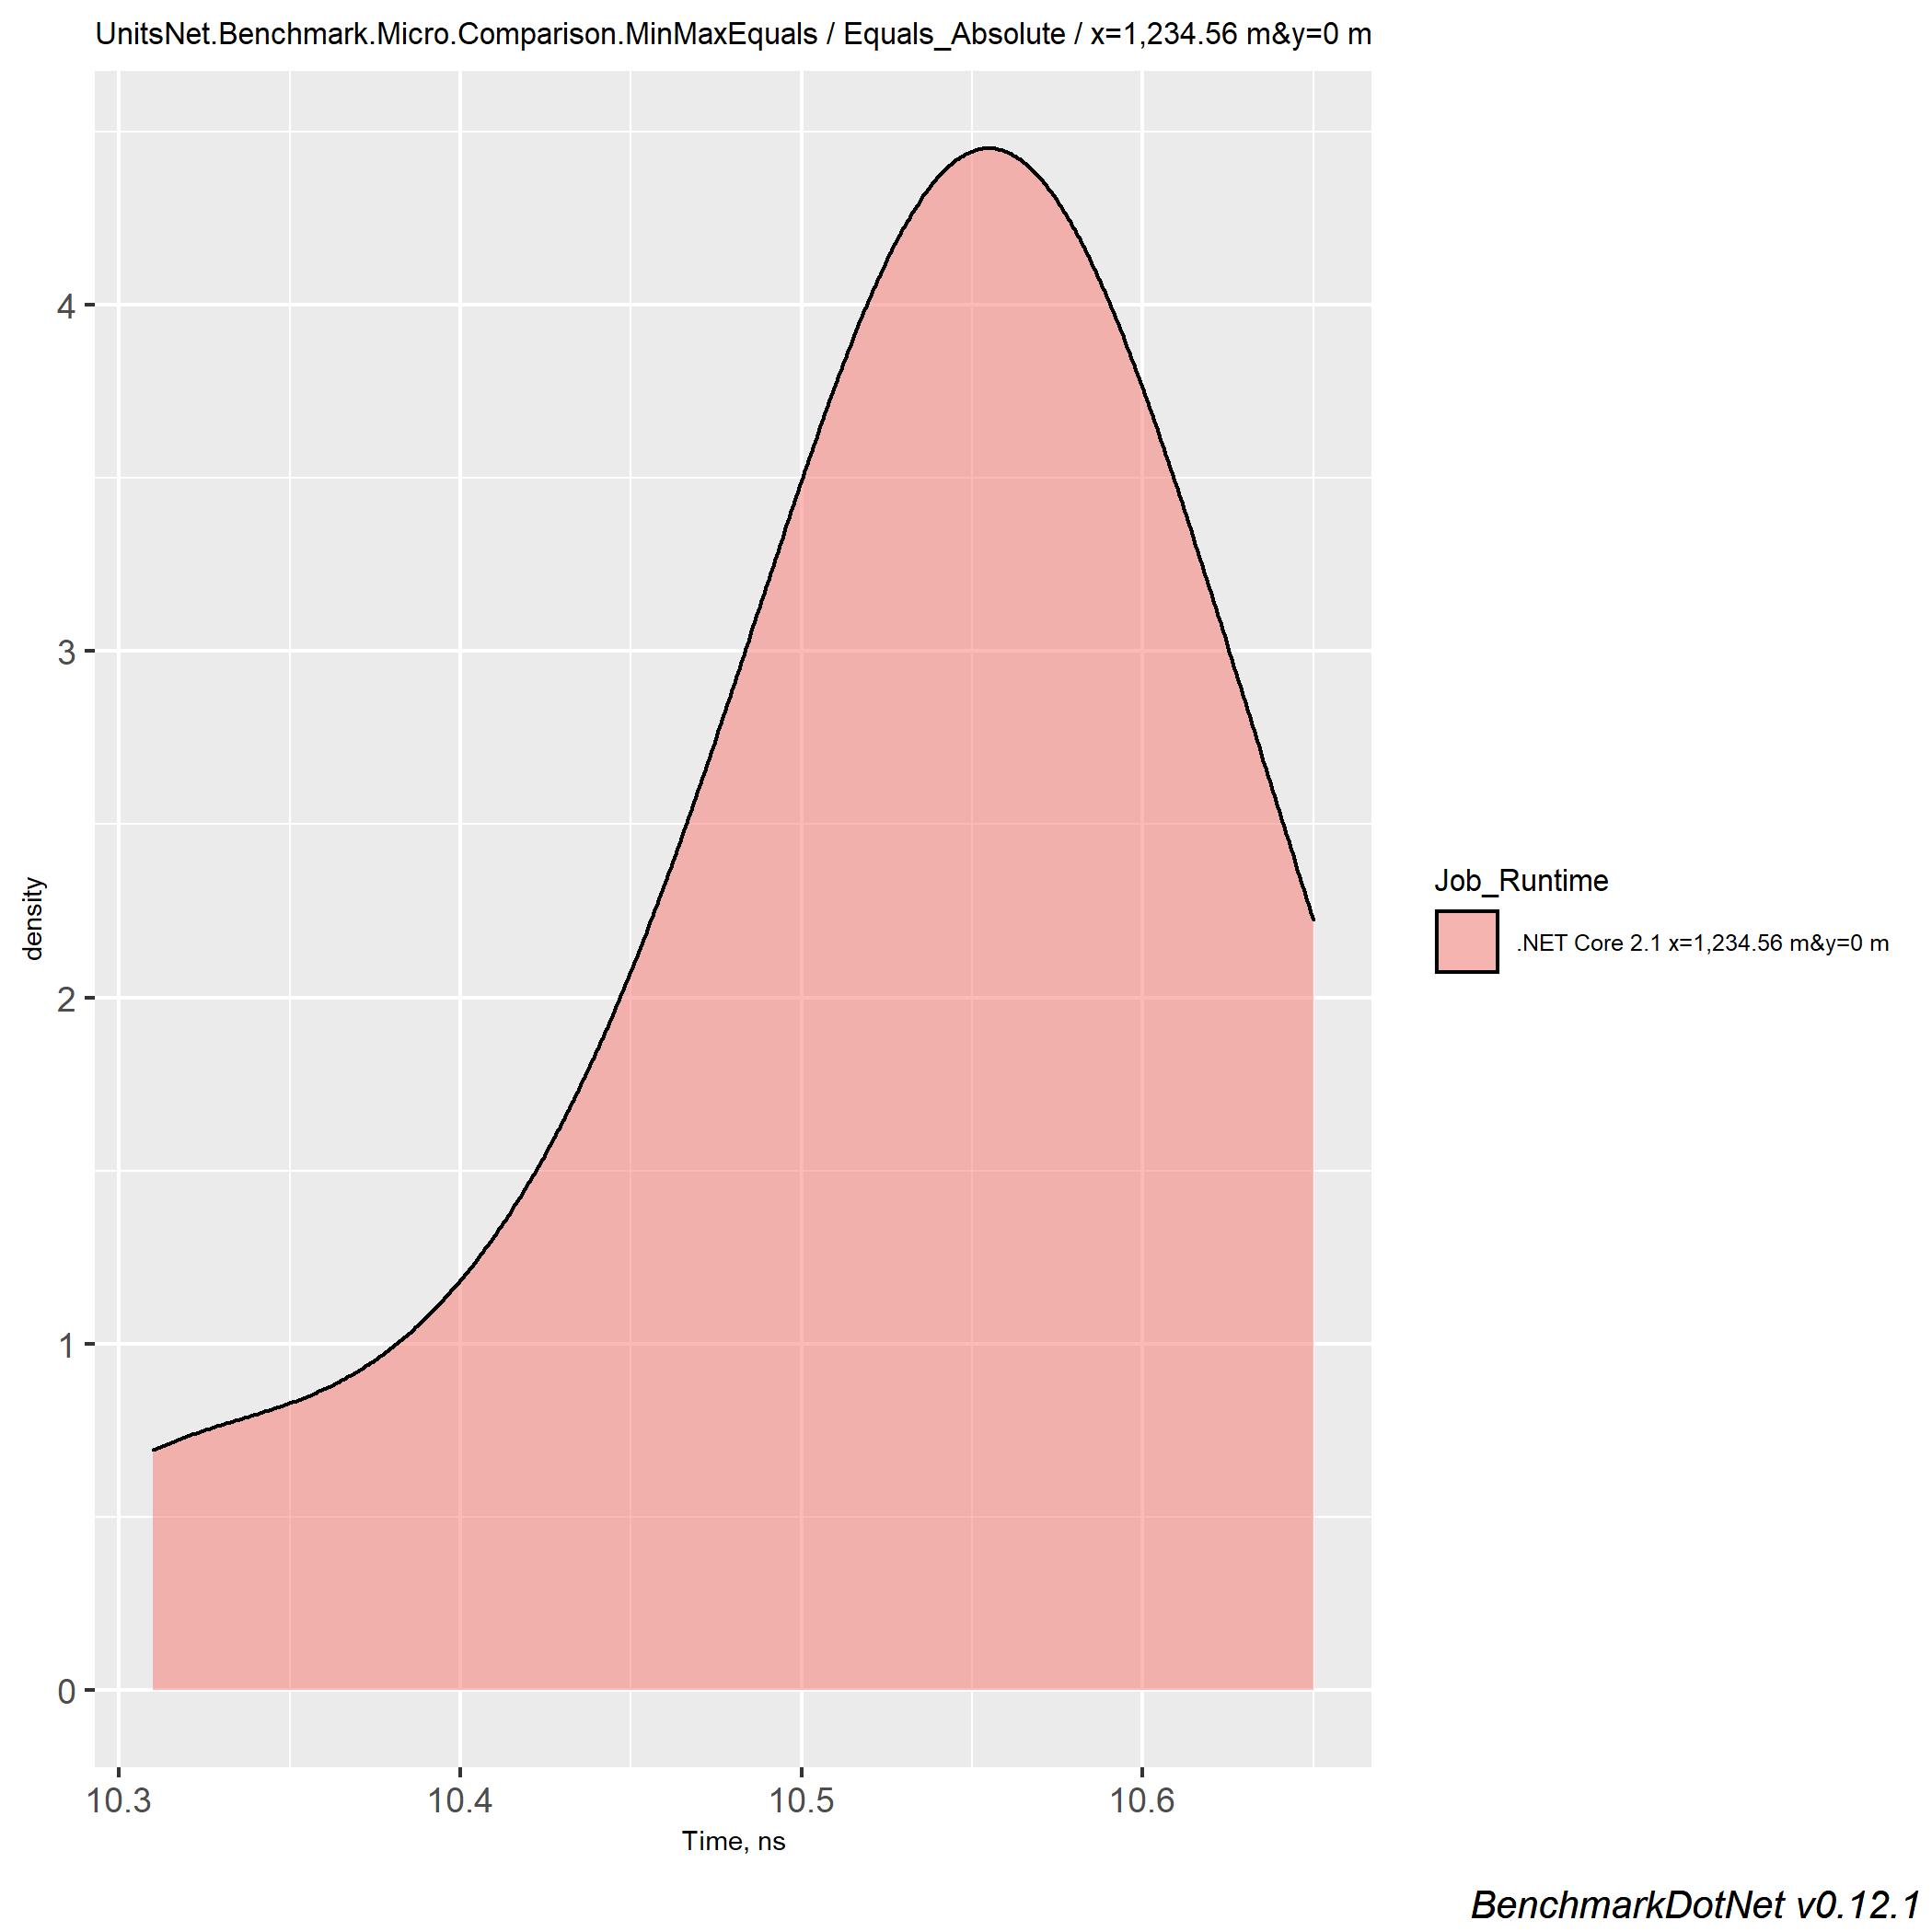 UnitsNet.Benchmark.Micro.Comparison.MinMaxEquals / Equals_Absolute / x=1,234.56 m&y=0 m
4
3
2
1
0
density
10.3 10.4 10.5 10.6
Time, ns
Job_Runtime
.NET Core 2.1 x=1,234.56 m&y=0 m
BenchmarkDotNet v0.12.1